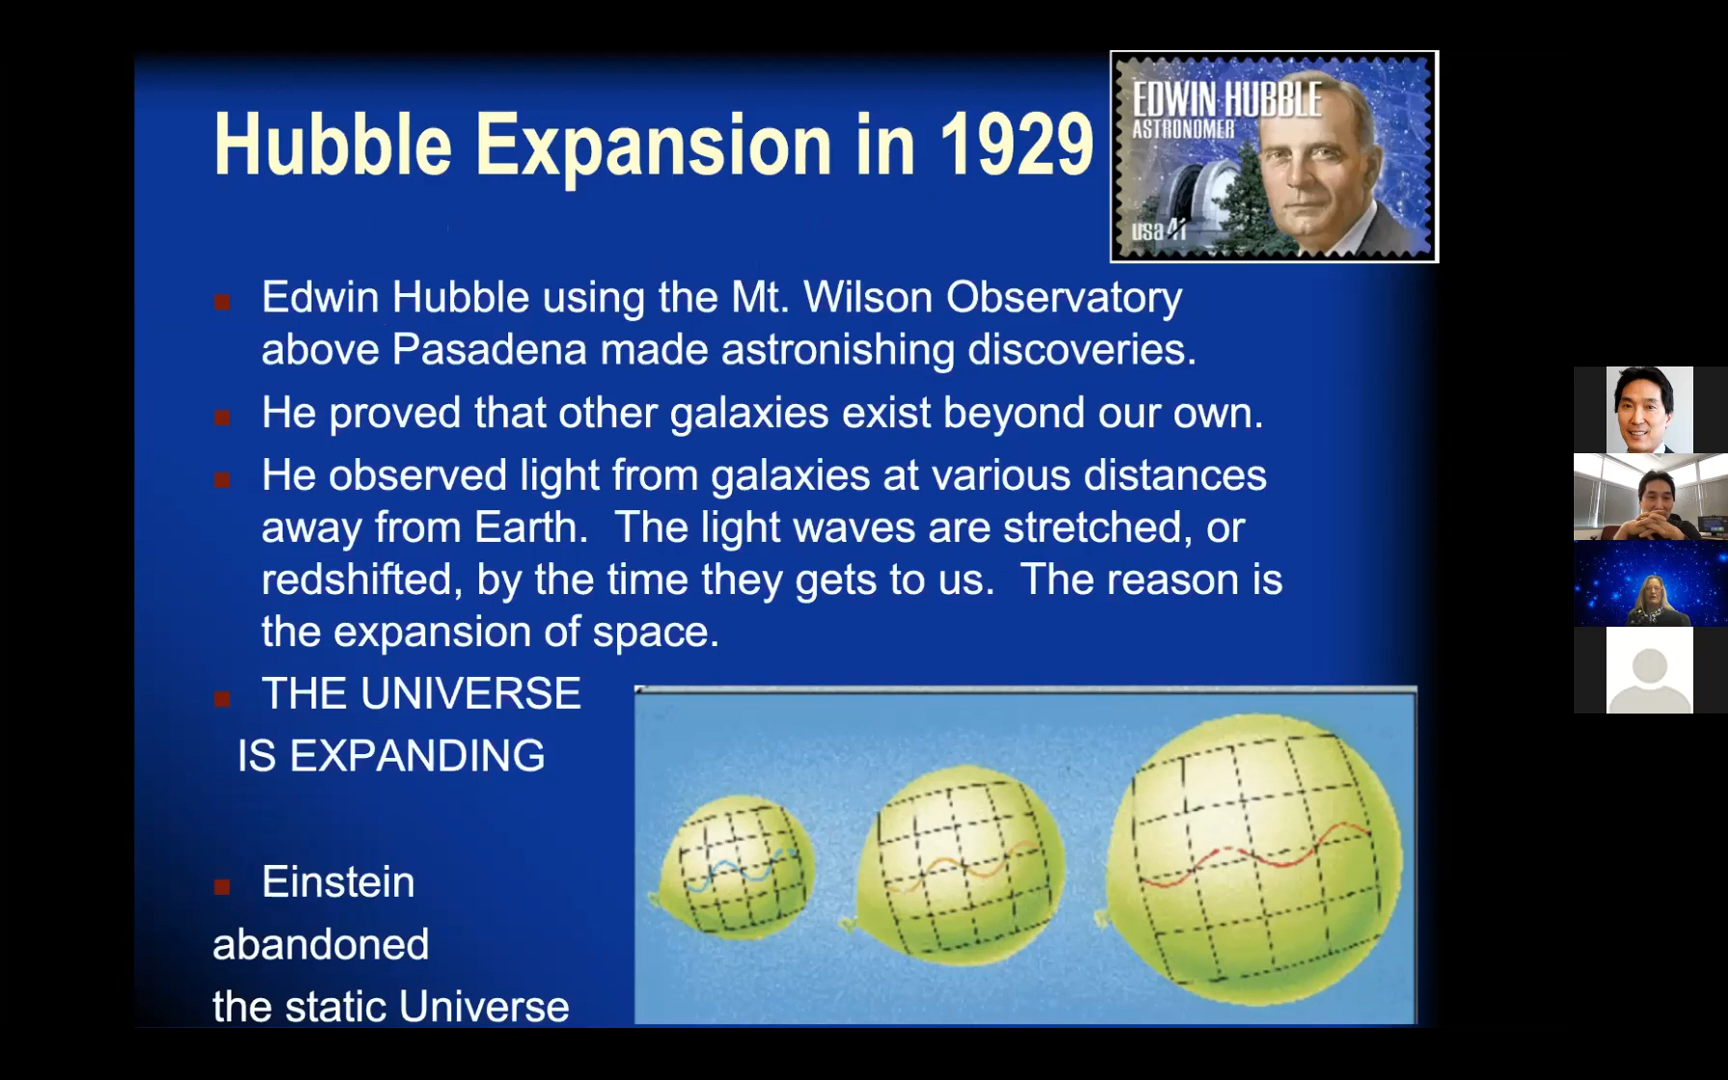 Hubble Expansion in 1929
EDWIN HUBBLE
ASTRONOMER
usa 41
Edwin Hubble using the Mt. Wilson Observatory
above Pasadena made astronishing discoveries.
He proved that other galaxies exist beyond our own.
He observed light from galaxies at various distances
away from Earth.  The light waves are stretched, or
redshifted, by the time they gets to us.  The reason is
the expansion of space.
THE UNIVERSE
IS EXPANDING
Einstein
abandoned
the static Universe